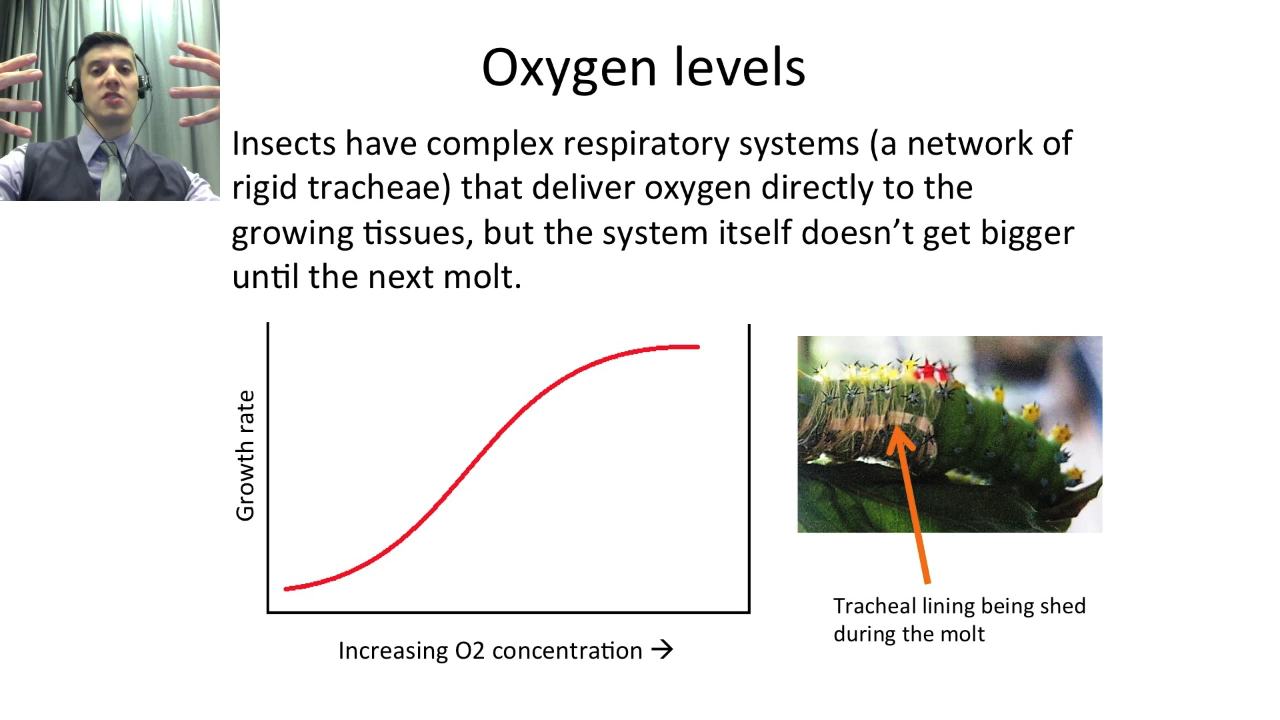 Oxygen levels
Insects have complex respiratory systems (a network of
rigid tracheae) that deliver oxygen directly to the
growing tissues, but the system itself doesn’t get bigger
until the next molt.
Growth rate
Increasing O2 concentration →
Tracheal lining being shed
during the molt